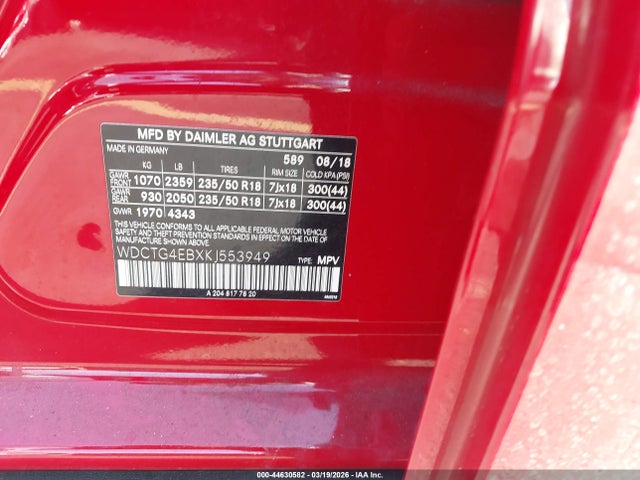 MFD BY DAIMLER AG STUTTGART
MADE IN GERMANY 589 08/18
KG LB TIRES RIM SIZE COLD KPA (PSI)
GAWR FRONT 1070 2359 235/50 R18 7Jx18 300(44)
GAWR REAR 930 2050 235/50 R18 7Jx18 300(44)
GVWR 1970 4343
THIS VEHICLE CONFORMS TO ALL APPLICABLE FEDERAL MOTOR VEHICLE
SAFETY, BUMPER, AND THEFT PREVENTION STANDARDS IN EFFECT
ON THE DATE OF MANUFACTURE SHOWN ABOVE.
WDCTG4EBXKJ553949 TYPE: MPV
A 204 817 78 20
000-44630582 - 03/19/2026 - IAA Inc.